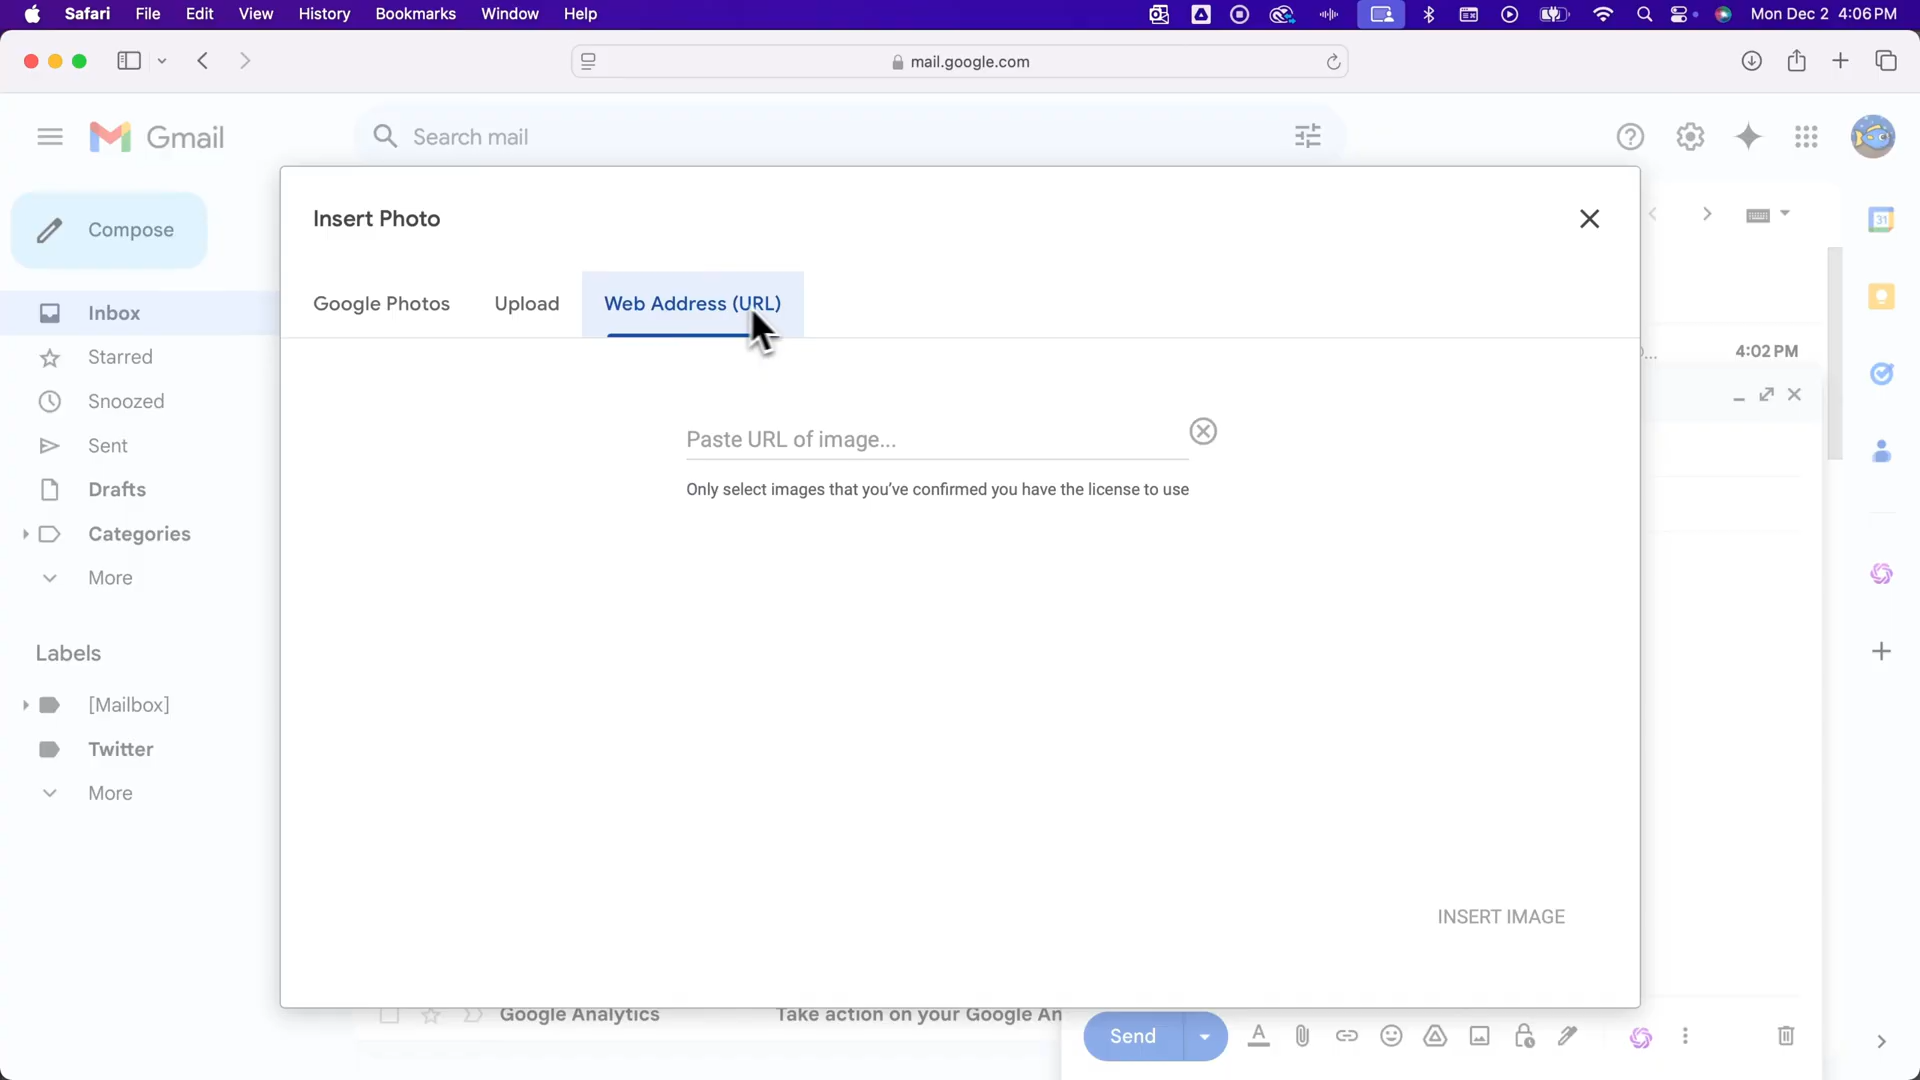 Safari File Edit View History Bookmarks Window Help Mon Dec 2 4:06 PM
mail.google.com
Gmail
Search mail
Compose
Insert Photo
Google Photos Upload Web Address (URL)
Inbox
Starred
Snoozed
Sent
Drafts
Categories
More
Labels
[Mailbox]
Twitter
More
Paste URL of image...
Only select images that you've confirmed you have the license to use
INSERT IMAGE
31
4:02 PM
Google Analytics Take action on your Google An
Send